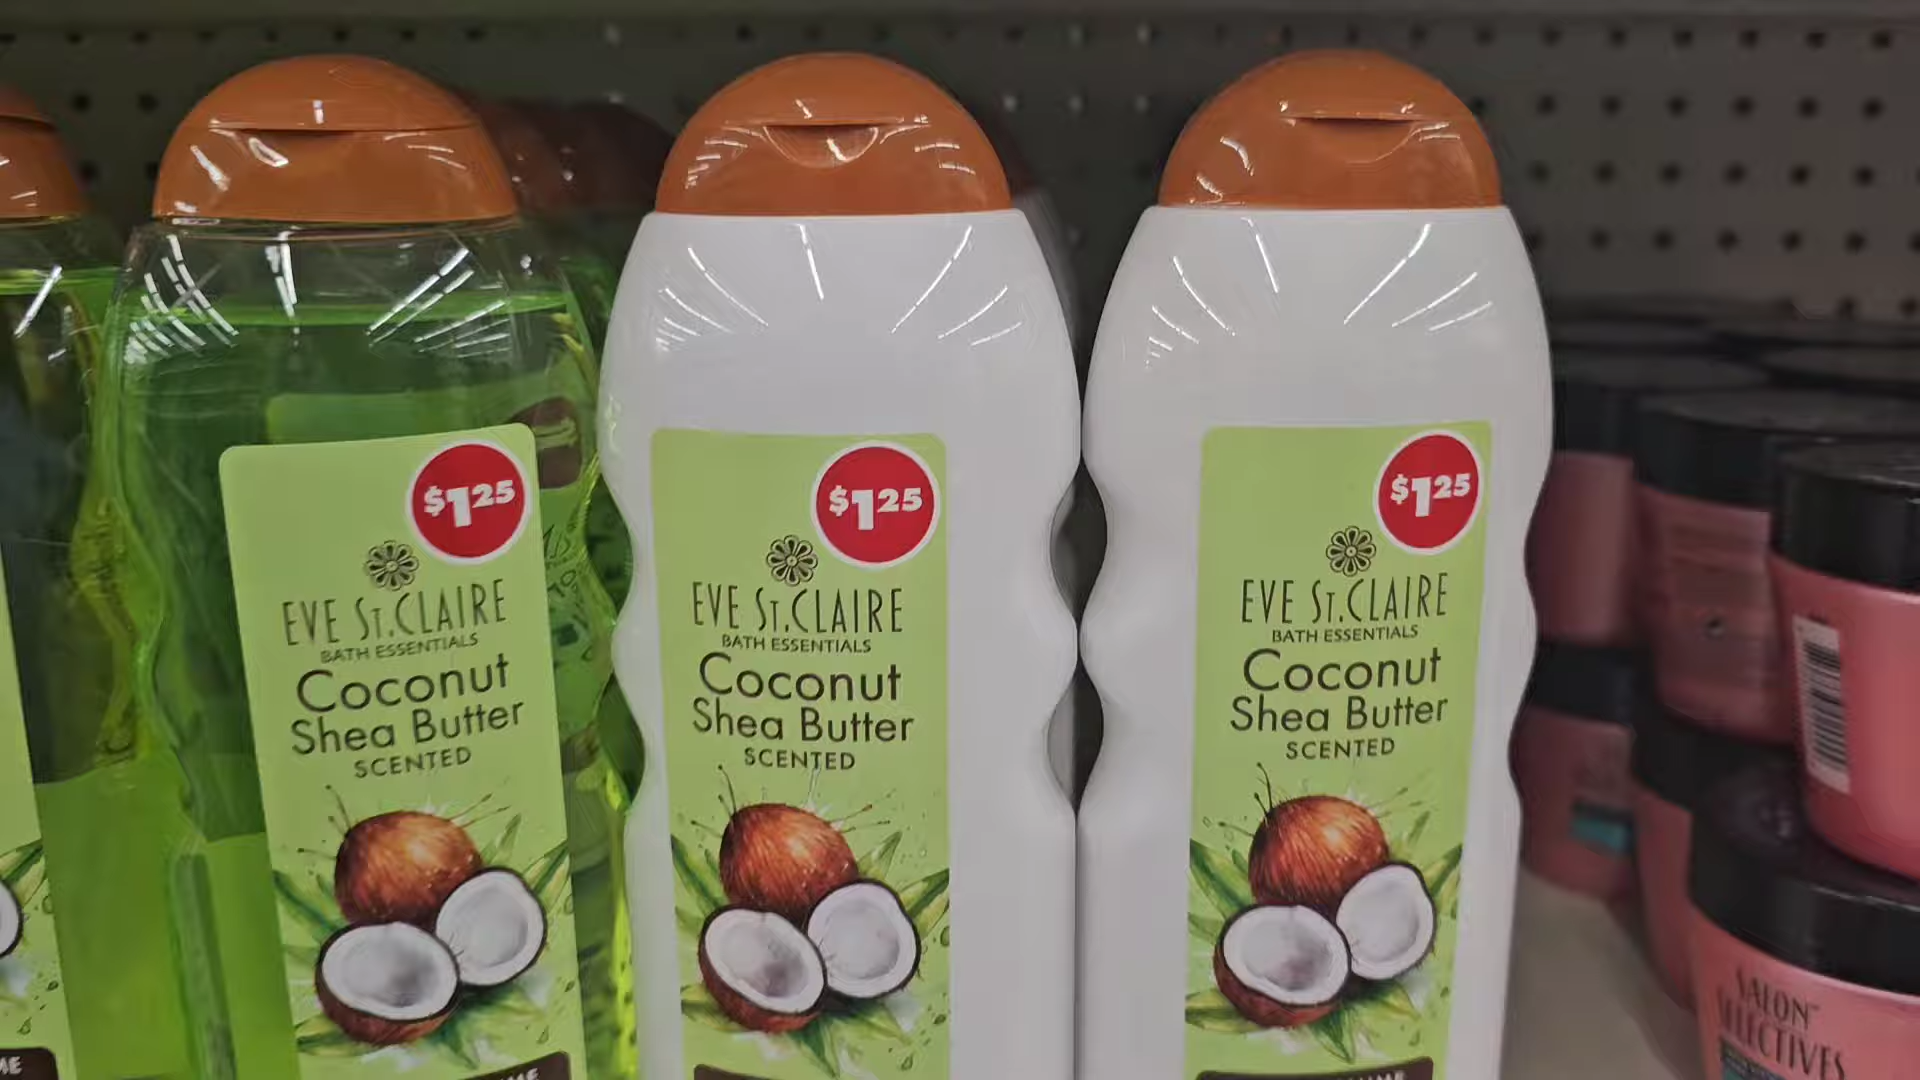 $1.25
EVE ST.CLAIRE
BATH ESSENTIALS
Coconut
Shea Butter
SCENTED
$1.25
EVE ST.CLAIRE
BATH ESSENTIALS
Coconut
Shea Butter
SCENTED
$1.25
EVE ST.CLAIRE
BATH ESSENTIALS
Coconut
Shea Butter
SCENTED
SALON
SELECTIVES